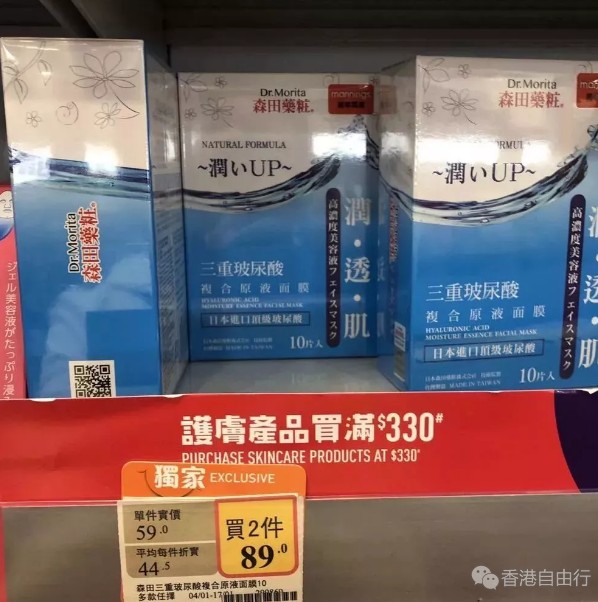 Dr.Morita
森田藥粧®
Dr.Morita
mannings
森田藥粧®
NATURAL FORMULA
~潤いUP~
潤・透・肌
高濃度美容液フェイスマスク
三重玻尿酸
複合原液面膜
HYALURONIC ACID
MOISTURE ESSENCE FACIAL MASK
日本進口頂級玻尿酸
10片入
Dr.Morita
mannings
森田藥粧®
NATURAL FORMULA
~潤いUP~
潤・透・肌
高濃度美容液フェイスマスク
三重玻尿酸
複合原液面膜
HYALURONIC ACID
MOISTURE ESSENCE FACIAL MASK
日本進口頂級玻尿酸
MADE IN TAIWAN
10片入
ジェル美容液がたっぷり浸
護膚產品買滿$330#
PURCHASE SKINCARE PRODUCTS AT $330#
獨家 EXCLUSIVE
單件實價
59.0
平均每件折實
44.5
買2件
89.0
森田三重玻尿酸複合原液面膜10
多款任擇 04/01-17/01
香港自由行